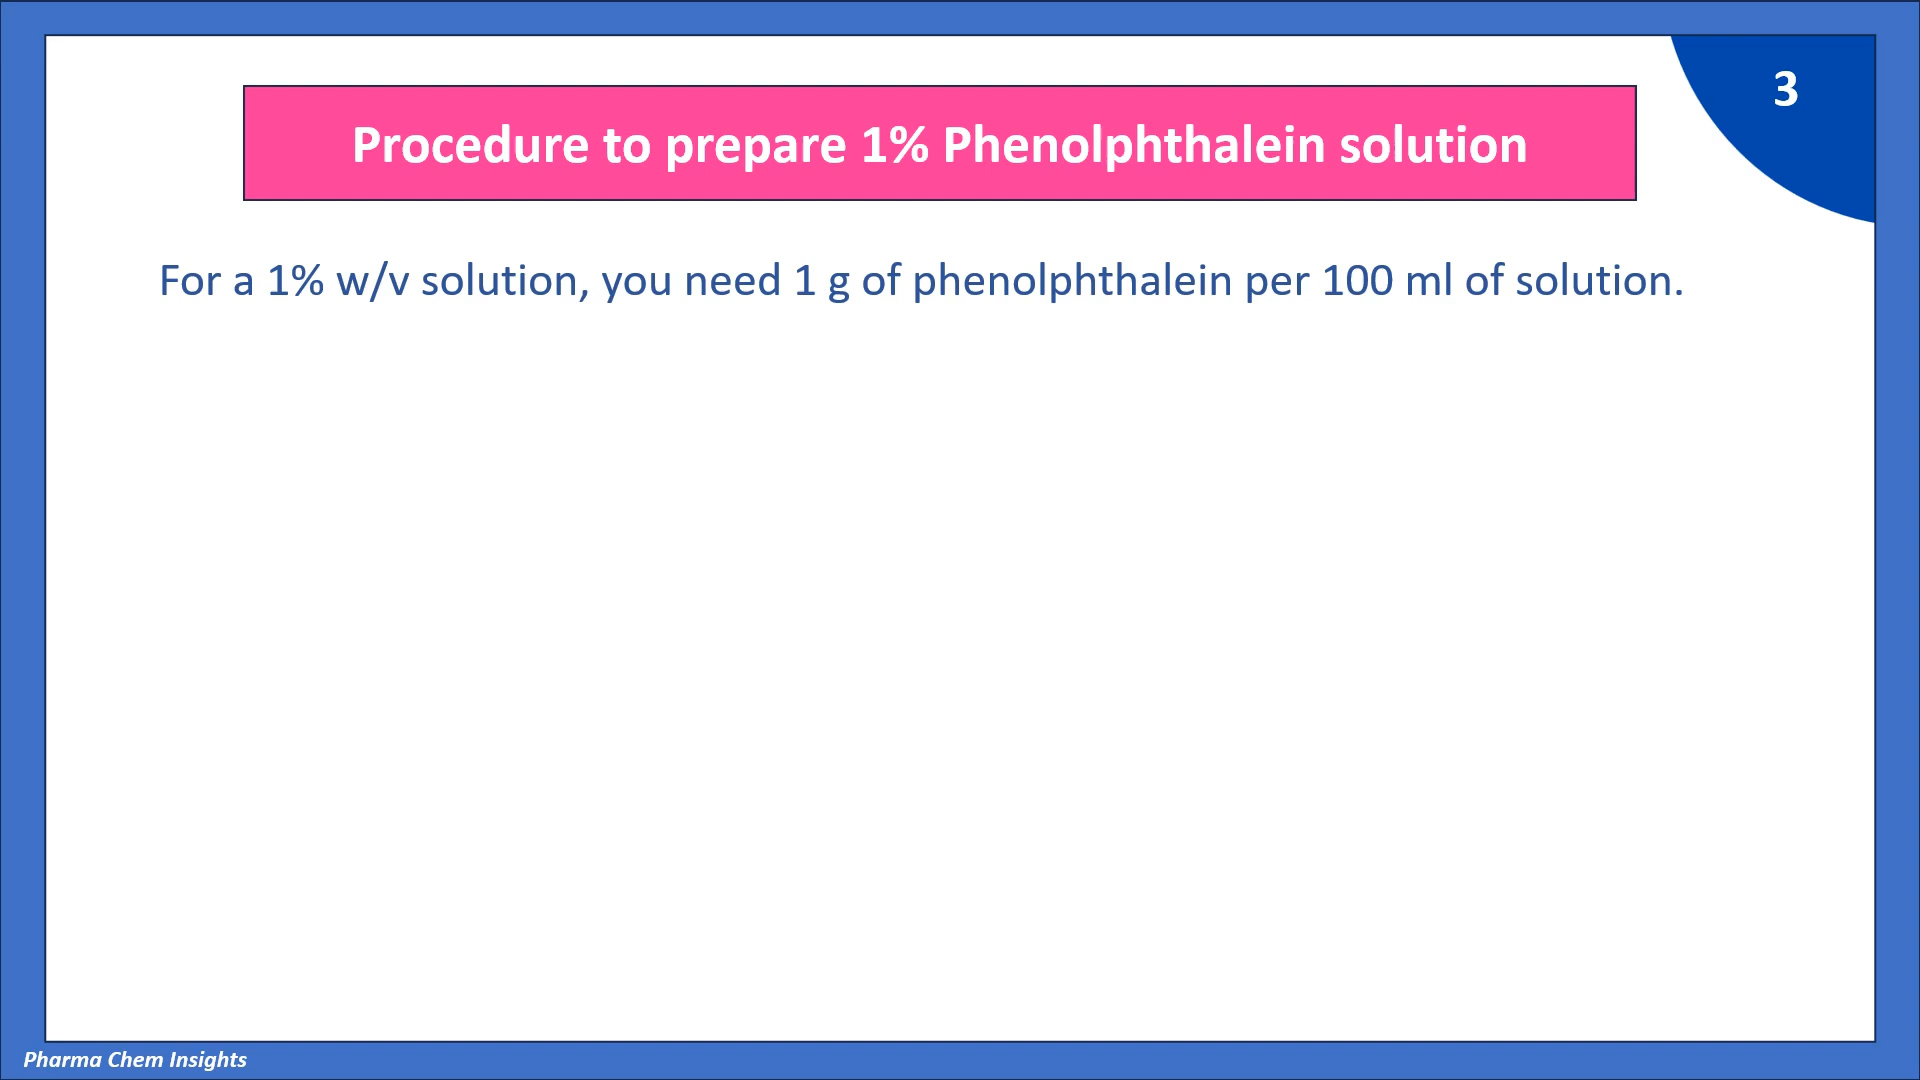 3
Procedure to prepare 1% Phenolphthalein solution
For a 1% w/v solution, you need 1 g of phenolphthalein per 100 ml of solution.
Pharma Chem Insights